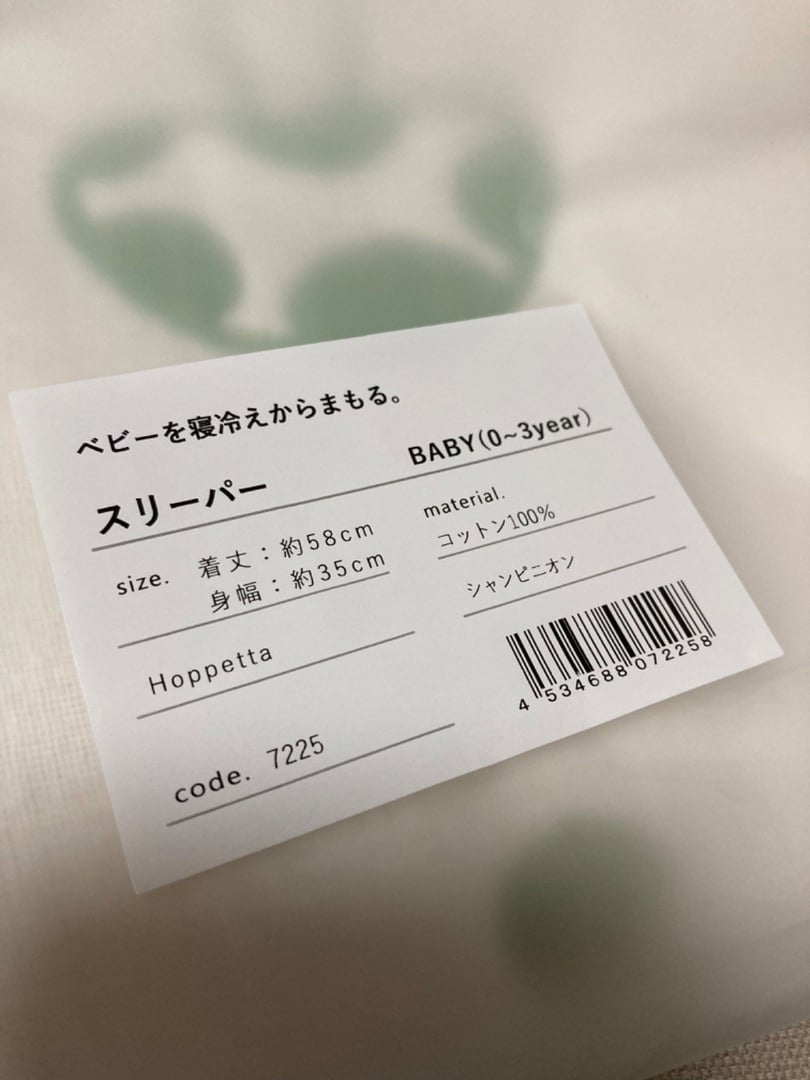 ベビーを寝冷えからまもる。
スリーパー
BABY(0~3year)
size. 着丈：約58cm
身幅：約35cm
material.
コットン100%
シャンピニオン
Hoppetta
code. 7225
4 534688 072258